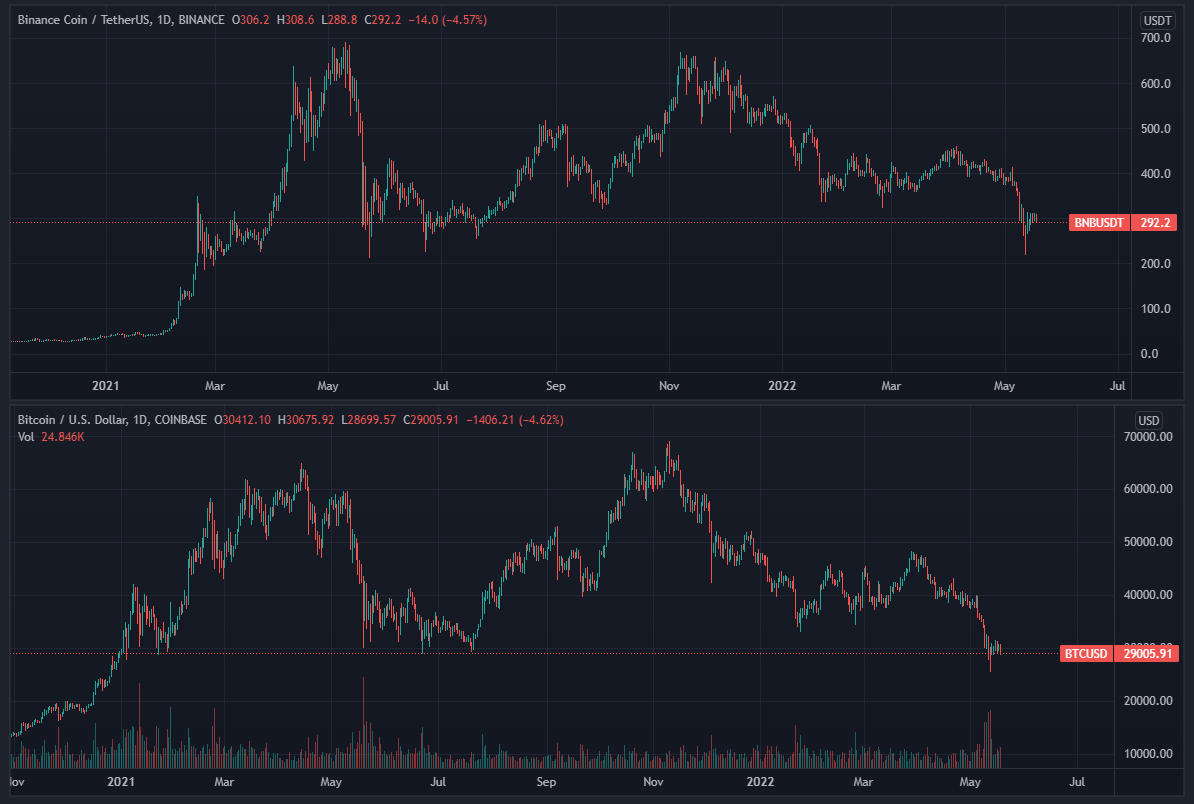 Binance Coin / TetherUS, 1D, BINANCE O306.2 H308.6 L288.8 C292.2 −14.0 (−4.57%)
USDT
700.0
600.0
500.0
400.0
BNBUSDT 292.2
200.0
100.0
0.0
2021 Mar May Jul Sep Nov 2022 Mar May Jul
Bitcoin / U.S. Dollar, 1D, COINBASE O30412.10 H30675.92 L28699.57 C29005.91 −1406.21 (−4.62%)
USD
Vol 24.846K
70000.00
60000.00
50000.00
40000.00
BTCUSD 29005.91
20000.00
10000.00
2021 Mar May Jul Sep Nov 2022 Mar May Jul